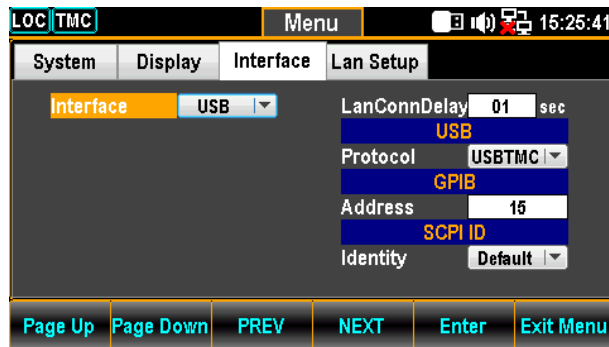 LOC TMC Menu 15:25:41
System Display Interface Lan Setup
Interface USB LanConnDelay 01 sec
USB
Protocol USBTMC
GPIB
Address 15
SCPI ID
Identity Default
Page Up Page Down PREV NEXT Enter Exit Menu